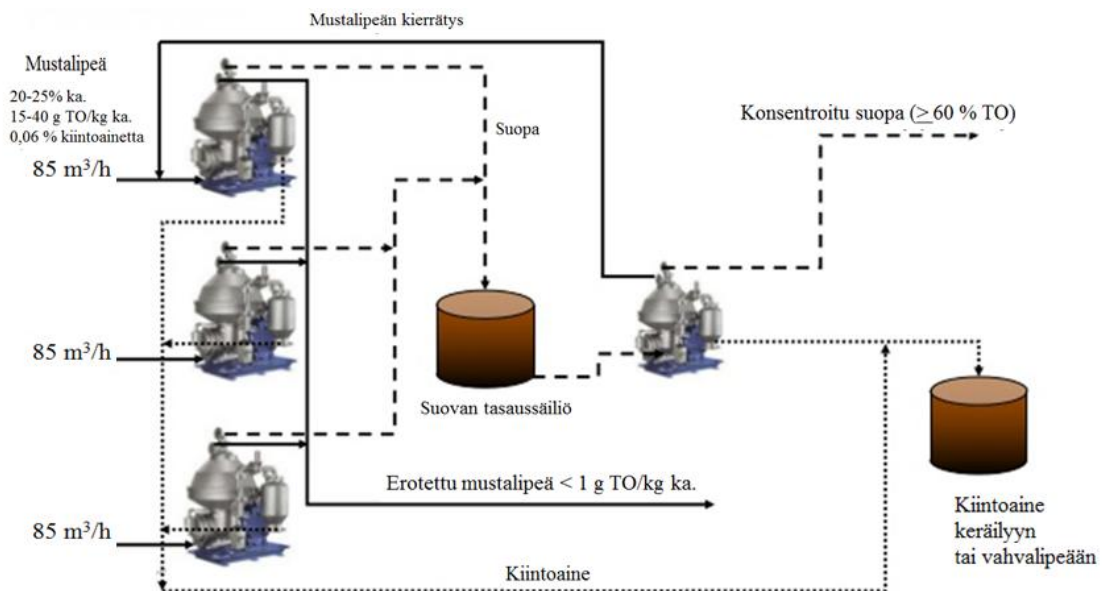 Mustalipeän kierrätys
Mustalipeä
20-25% ka.
15-40 g TO/kg ka.
0,06 % kiintoainetta
85 m³/h
Suopa
Konsentroitu suopa (≥ 60 % TO)
85 m³/h
Suovan tasaussäiliö
Erotettu mustalipeä < 1 g TO/kg ka.
85 m³/h
Kiintoaine
Kiintoaine
keräilyyn
tai vahvalipeään